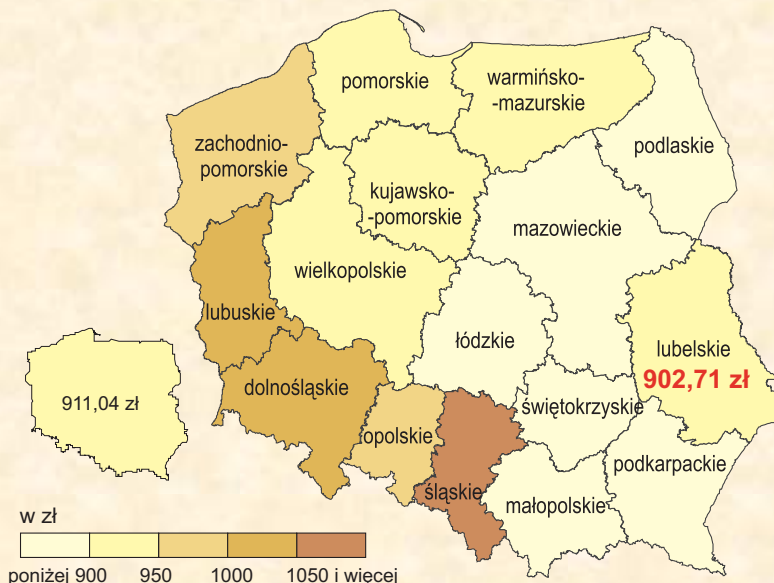 pomorskie
warmińsko-
-mazurskie
zachodnio-
pomorskie
podlaskie
kujawsko-
-pomorskie
mazowieckie
wielkopolskie
lubuskie
łódzkie
lubelskie
902,71 zł
dolnośląskie
911,04 zł
świętokrzyskie
opolskie
podkarpackie
śląskie
małopolskie
w zł
poniżej 900 950 1000 1050 i więcej